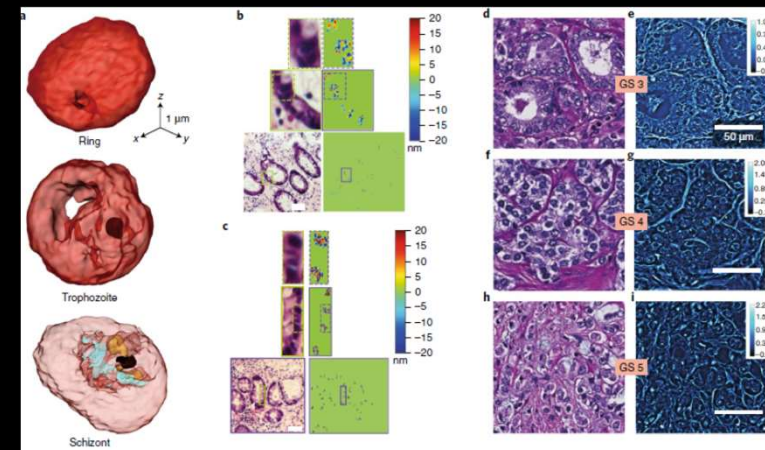 a
z
1 µm
x
y
Ring
Trophozoite
Schizont
b
20
15
10
5
0
−5
−10
−15
−20
nm
c
20
15
10
5
0
−5
−10
−15
−20
nm
d
e
GS 3
50 µm
f
g
GS 4
h
i
GS 5